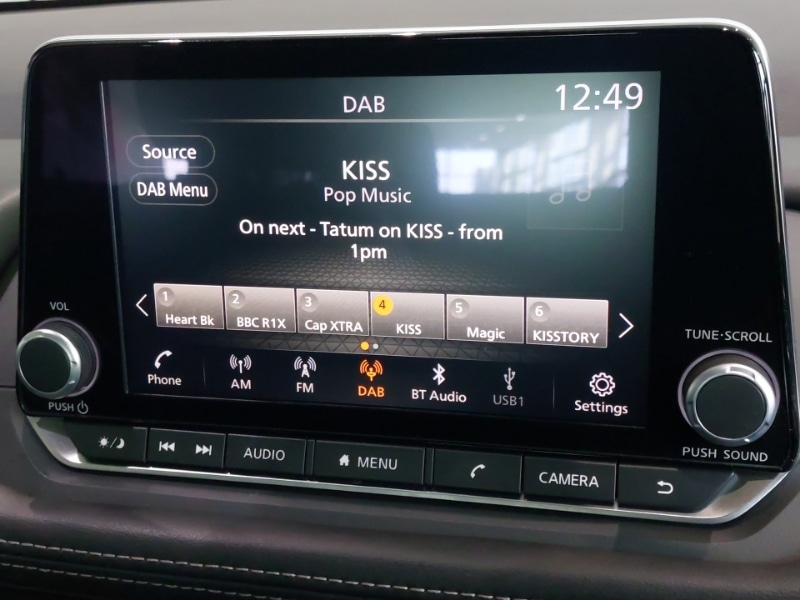 DAB
12:49
Source
DAB Menu
KISS
Pop Music
On next - Tatum on KISS - from
1pm
1 2 3 4 5 6
Heart Bk BBC R1X Cap XTRA KISS Magic KISSTORY
Phone AM FM DAB BT Audio USB1 Settings
VOL
PUSH
TUNE·SCROLL
PUSH SOUND
AUDIO MENU CAMERA